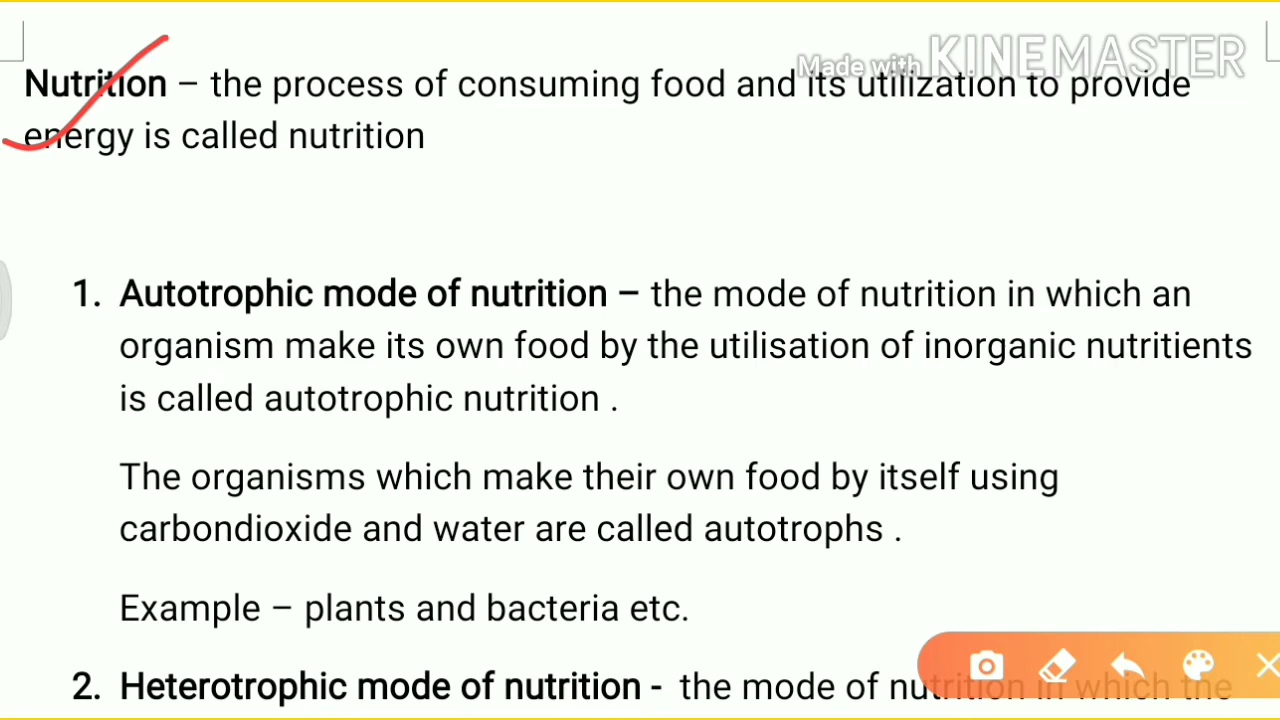 Made with KINEMASTER
Nutrition – the process of consuming food and its utilization to provide
energy is called nutrition
1. Autotrophic mode of nutrition – the mode of nutrition in which an
organism make its own food by the utilisation of inorganic nutritients
is called autotrophic nutrition .
The organisms which make their own food by itself using
carbondioxide and water are called autotrophs .
Example – plants and bacteria etc.
2. Heterotrophic mode of nutrition - the mode of nutrition in which the